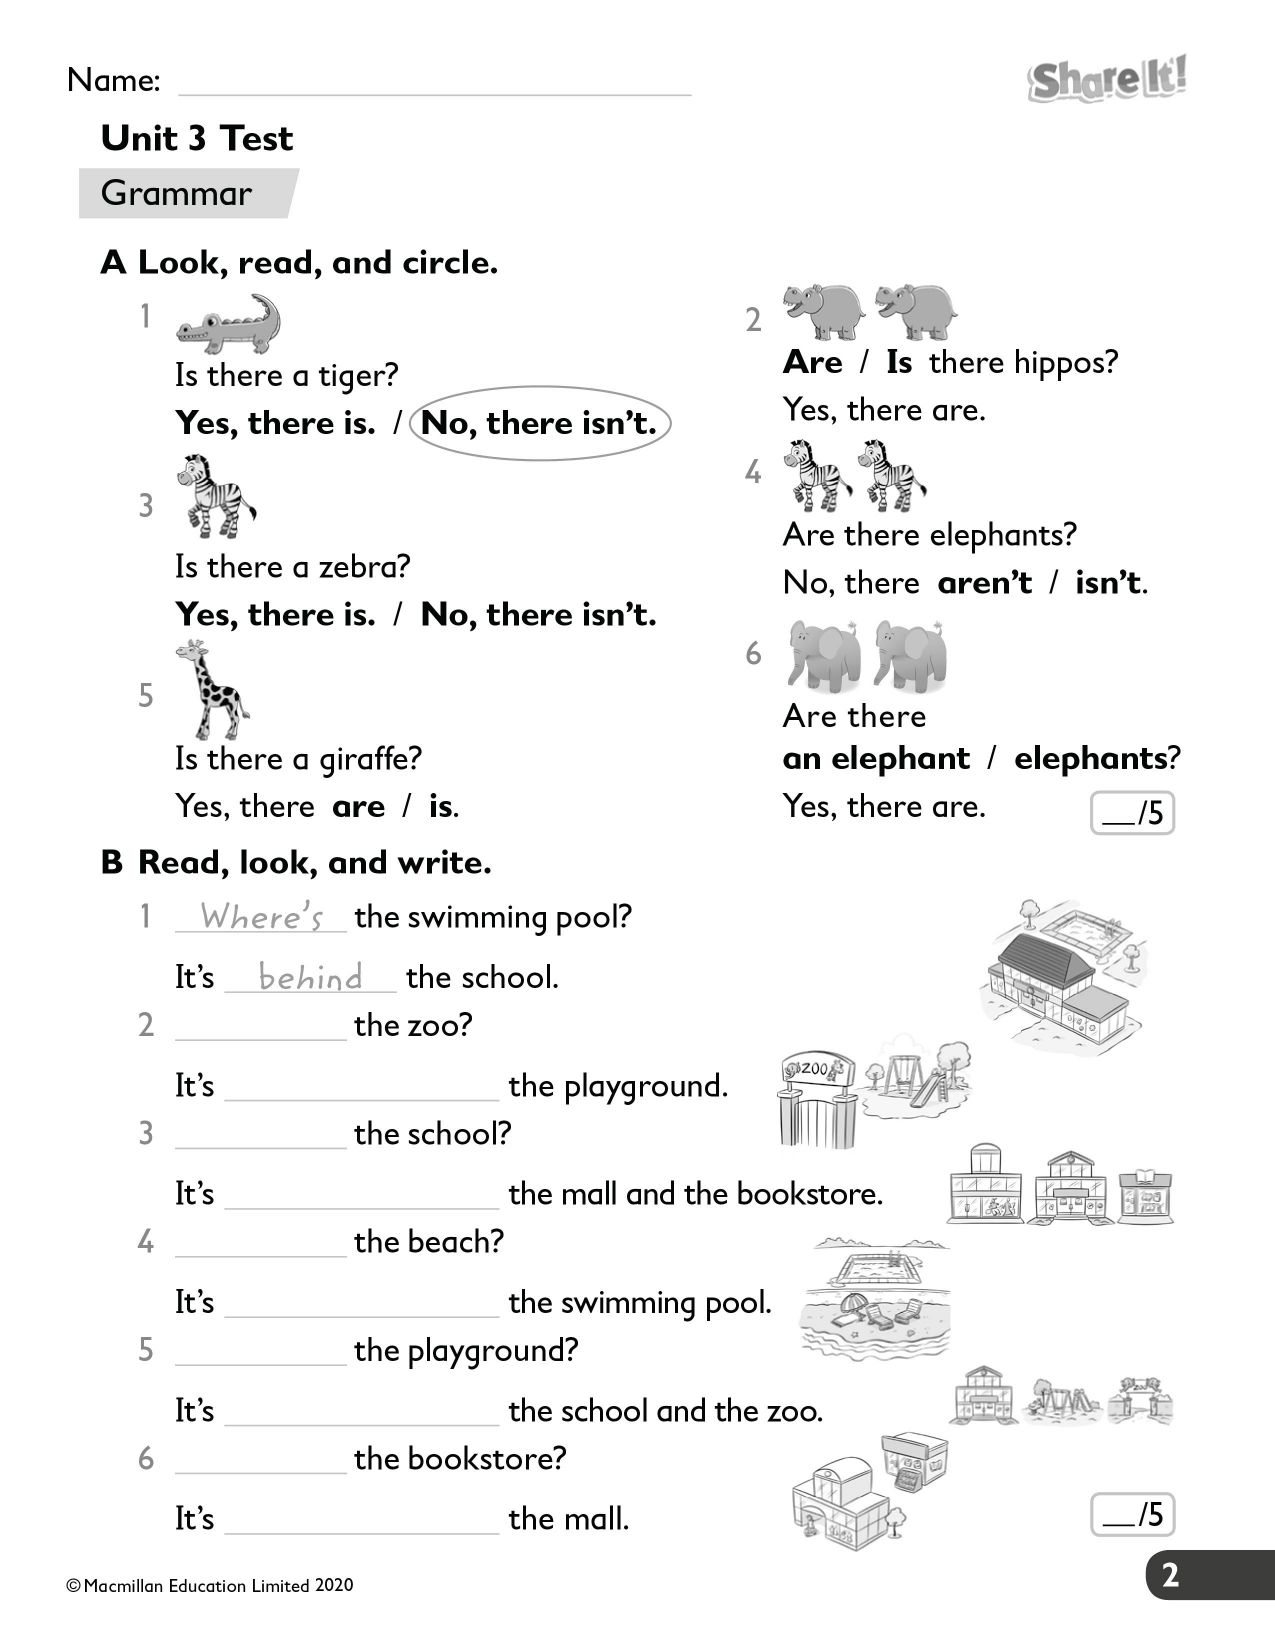 Name:
Share It!
Unit 3 Test
Grammar
A Look, read, and circle.
1
Is there a tiger?
Yes, there is. / No, there isn't.
2
Are / Is there hippos?
Yes, there are.
3
Is there a zebra?
Yes, there is. / No, there isn't.
4
Are there elephants?
No, there aren't / isn't.
5
Is there a giraffe?
Yes, there are / is.
6
Are there
an elephant / elephants?
Yes, there are.
__/5
B Read, look, and write.
1 Where's the swimming pool?
It's behind the school.
2 __________ the zoo?
It's __________ the playground.
ZOO
3 __________ the school?
It's __________ the mall and the bookstore.
4 __________ the beach?
It's __________ the swimming pool.
5 __________ the playground?
It's __________ the school and the zoo.
6 __________ the bookstore?
It's __________ the mall.
__/5
© Macmillan Education Limited 2020
2